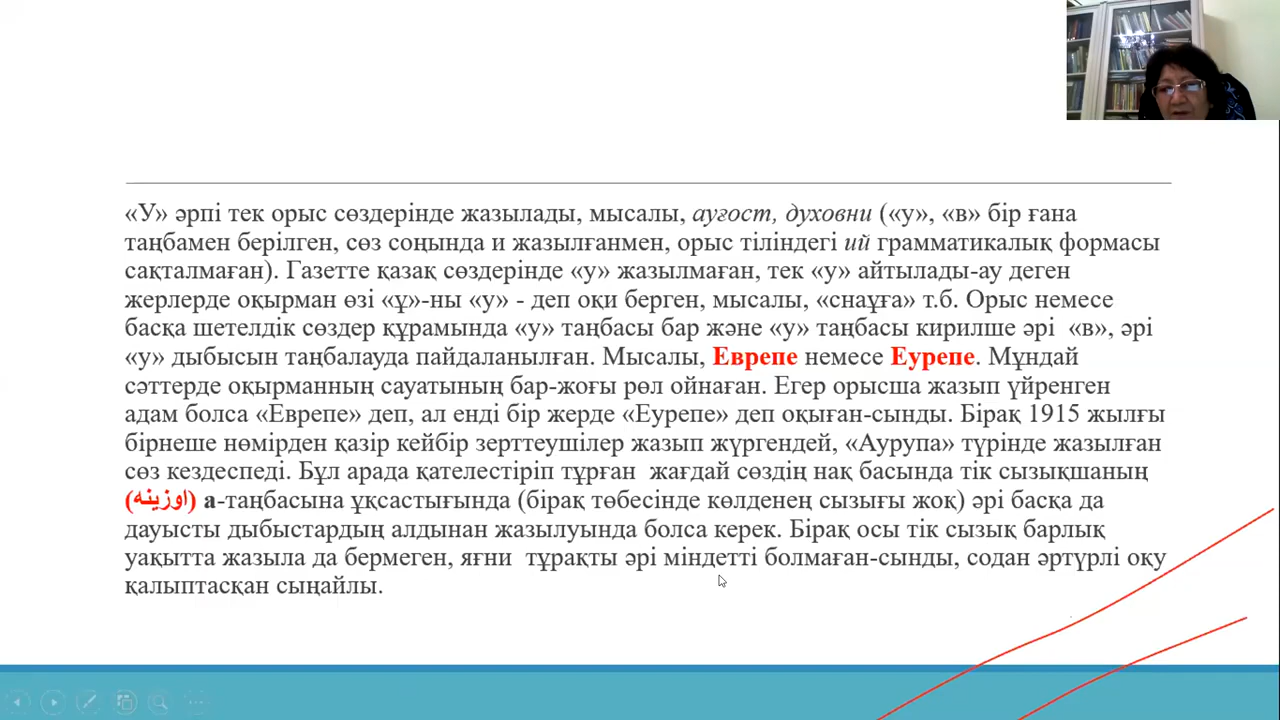 «У» әрпі тек орыс сөздерінде жазылады, мысалы, ауғост, духовни («у», «в» бір ғана
таңбамен берілген, сөз соңында и жазылғанмен, орыс тіліндегі ий грамматикалық формасы
сақталмаған). Газетте қазақ сөздерінде «у» жазылмаған, тек «у» айтылады-ау деген
жерлерде оқырман өзі «ұ»-ны «у» - деп оқи берген, мысалы, «снаұға» т.б. Орыс немесе
басқа шетелдік сөздер құрамында «у» таңбасы бар және «у» таңбасы кирилше әрі «в», әрі
«у» дыбысын таңбалауда пайдаланылған. Мысалы, Еврепе немесе Еурепе. Мұндай
сәттерде оқырманның сауатының бар-жоғы рөл ойнаған. Егер орысша жазып үйренген
адам болса «Еврепе» деп, ал енді бір жерде «Еурепе» деп оқыған-сынды. Бірақ 1915 жылғы
бірнеше нөмірден қазір кейбір зерттеушілер жазып жүргендей, «Аурупа» түрінде жазылған
сөз кездеспеді. Бұл арада қателестіріп тұрған жағдай сөздің нақ басында тік сызықшаның
(اوزينه) а-таңбасына ұқсастығында (бірақ төбесінде көлденең сызығы жоқ) әрі басқа да
дауысты дыбыстардың алдынан жазылуында болса керек. Бірақ осы тік сызық барлық
уақытта жазыла да бермеген, яғни тұрақты әрі міндетті болмаған-сынды, содан әртүрлі оқу
қалыптасқан сыңайлы.